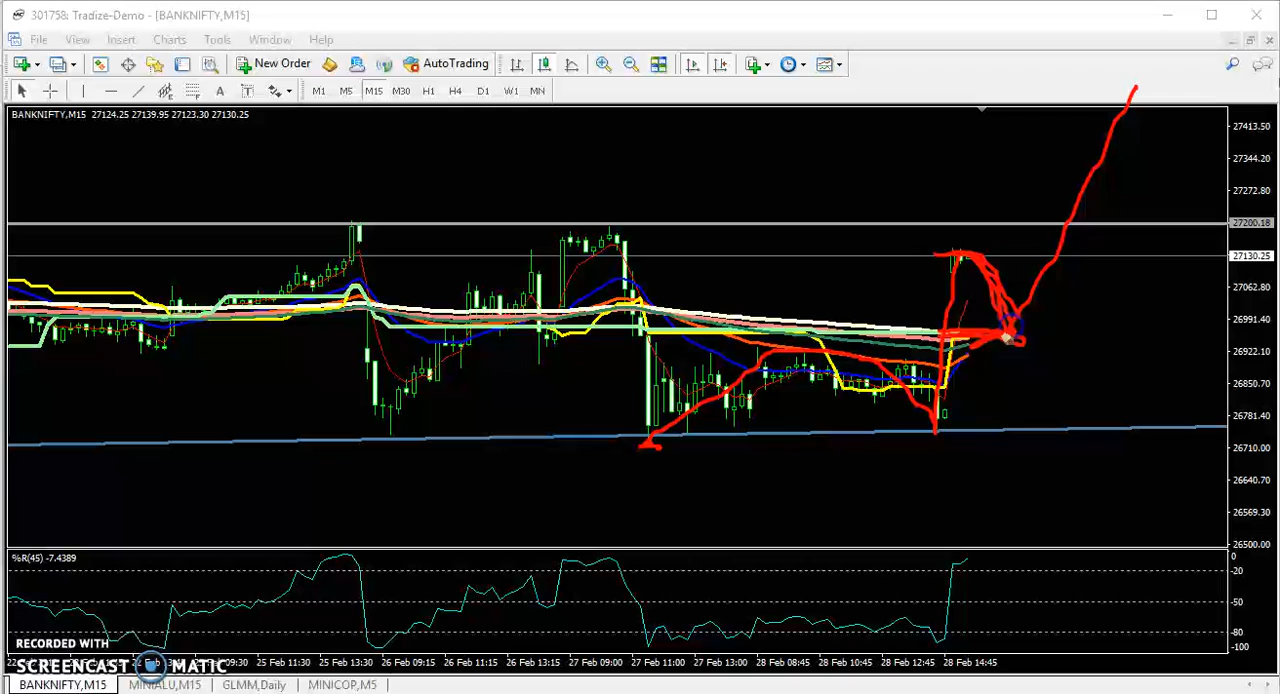 301758: Tradize-Demo - [BANKNIFTY,M15]
File View Insert Charts Tools Window Help
New Order AutoTrading
A T M1 M5 M15 M30 H1 H4 D1 W1 MN
BANKNIFTY,M15 27124.25 27139.95 27123.30 27130.25
27413.50
27344.20
27272.80
27200.18
27130.25
27062.80
26991.40
26922.10
26850.70
26781.40
26710.00
26640.70
26569.30
26500.00
%R(45) -7.4389
0
-20
-50
-80
-100
RECORDED WITH
SCREENCAST MATIC
09:30 25 Feb 11:30 25 Feb 13:30 26 Feb 09:15 26 Feb 11:15 26 Feb 13:15 27 Feb 09:00 27 Feb 11:00 27 Feb 13:00 28 Feb 08:45 28 Feb 10:45 28 Feb 12:45 28 Feb 14:45
BANKNIFTY,M15 MINIALU,M15 GLMM,Daily MINICOP,M5